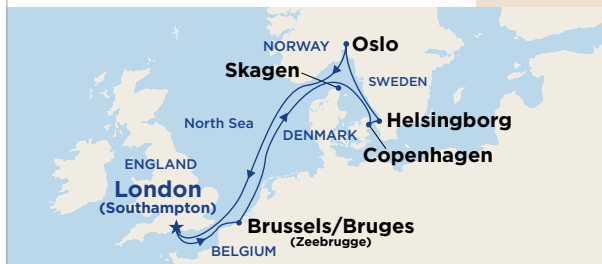 NORWAY
Oslo
Skagen
SWEDEN
North Sea
Helsingborg
DENMARK
Copenhagen
ENGLAND
London
(Southampton)
Brussels/Bruges
(Zeebrugge)
BELGIUM